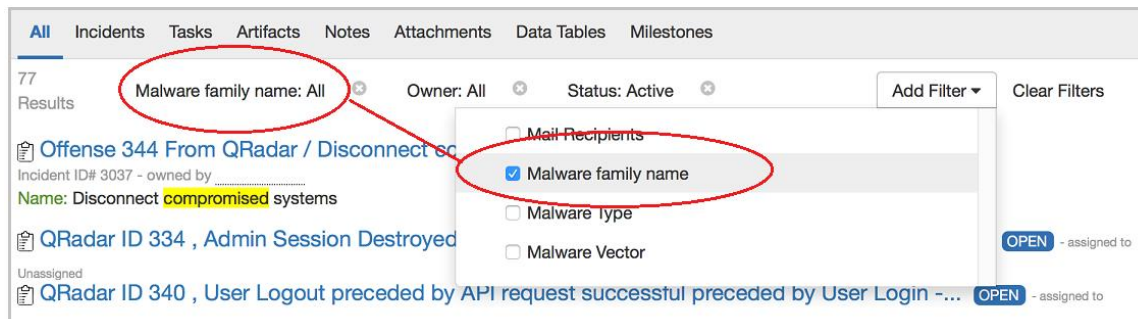 All Incidents Tasks Artifacts Notes Attachments Data Tables Milestones
77
Results
Malware family name: All Owner: All Status: Active Add Filter Clear Filters
Mail Recipients
Malware family name
Malware Type
Malware Vector
Offense 344 From QRadar / Disconnect co
Incident ID# 3037 - owned by
Name: Disconnect compromised systems
QRadar ID 334 , Admin Session Destroyed OPEN - assigned to
Unassigned
QRadar ID 340 , User Logout preceded by API request successful preceded by User Login -... OPEN - assigned to